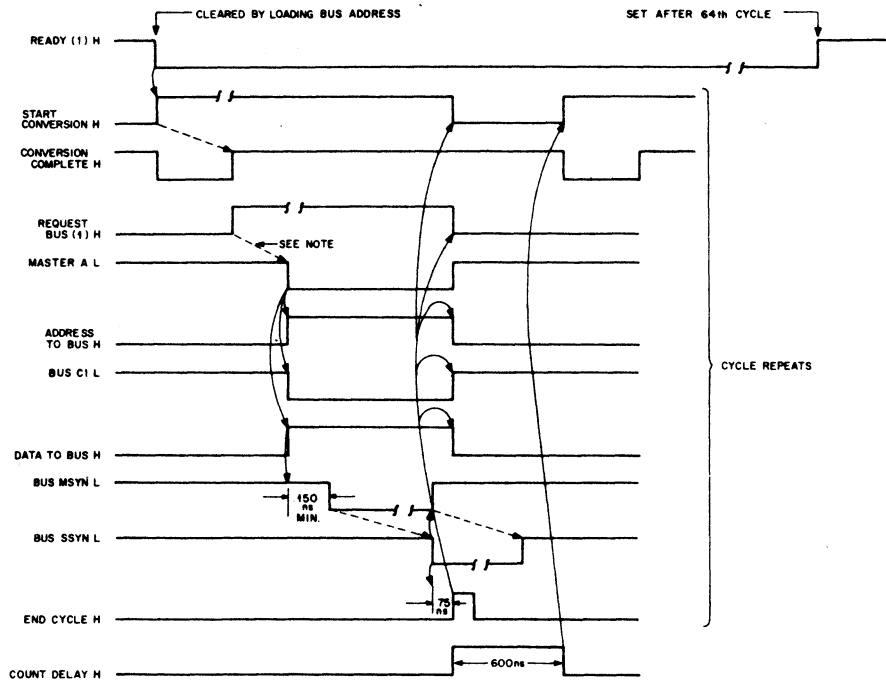 CLEARED BY LOADING BUS ADDRESS
SET AFTER 64th CYCLE
READY (1) H
START
CONVERSION H
CONVERSION
COMPLETE H
REQUEST
BUS (1) H
SEE NOTE
MASTER A L
ADDRESS
TO BUS H
BUS C1 L
CYCLE REPEATS
DATA TO BUS H
BUS MSYN L
150
ns
MIN.
BUS SSYN L
75
ns
END CYCLE H
600ns
COUNT DELAY H